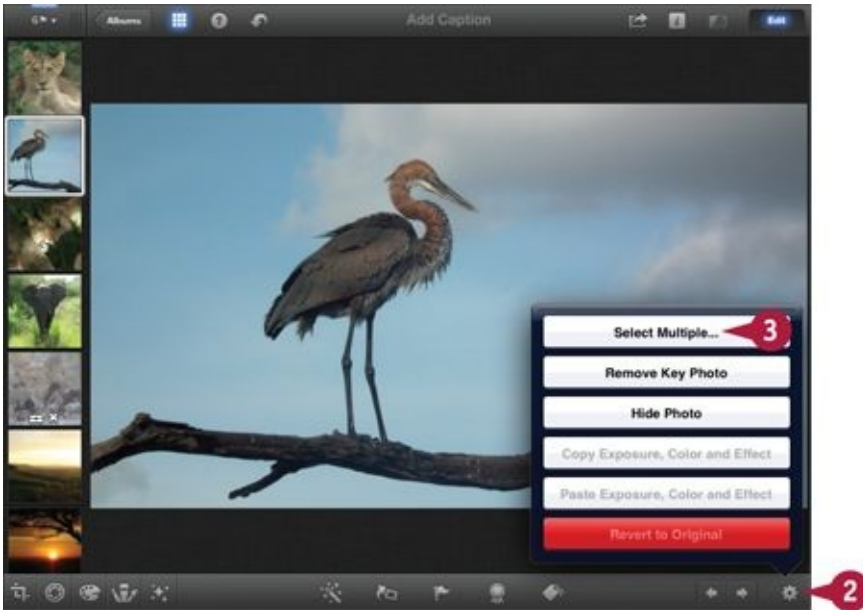 6
Albums
Add Caption
Edit
Select Multiple...
3
Remove Key Photo
Hide Photo
Copy Exposure, Color and Effect
Paste Exposure, Color and Effect
Revert to Original
2